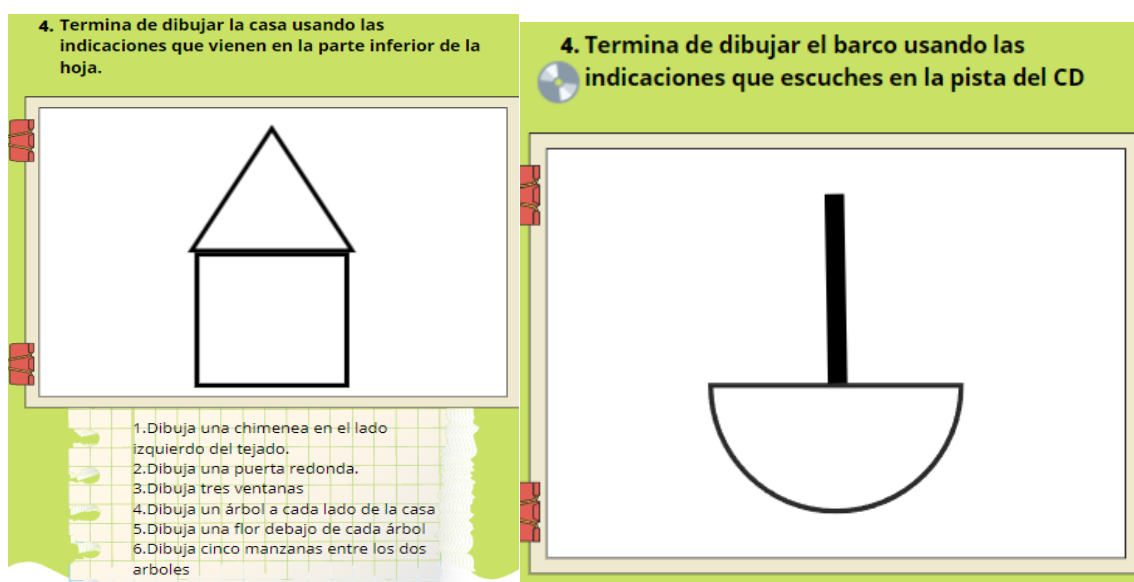 4. Termina de dibujar la casa usando las
indicaciones que vienen en la parte inferior de la
hoja.
1.Dibuja una chimenea en el lado
izquierdo del tejado.
2.Dibuja una puerta redonda.
3.Dibuja tres ventanas
4.Dibuja un árbol a cada lado de la casa
5.Dibuja una flor debajo de cada árbol
6.Dibuja cinco manzanas entre los dos
arboles
4. Termina de dibujar el barco usando las
indicaciones que escuches en la pista del CD